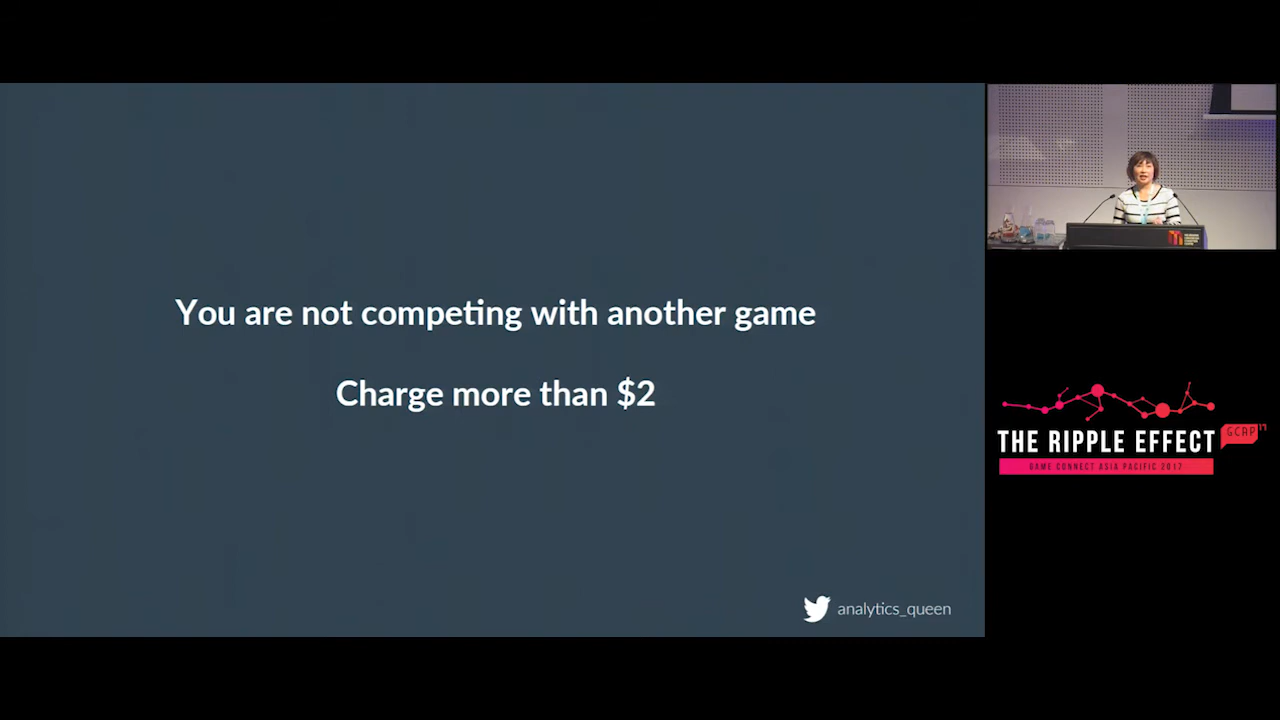 You are not competing with another game
Charge more than $2
analytics_queen
THE RIPPLE EFFECT
GCAP 17
GAME CONNECT ASIA PACIFIC 2017